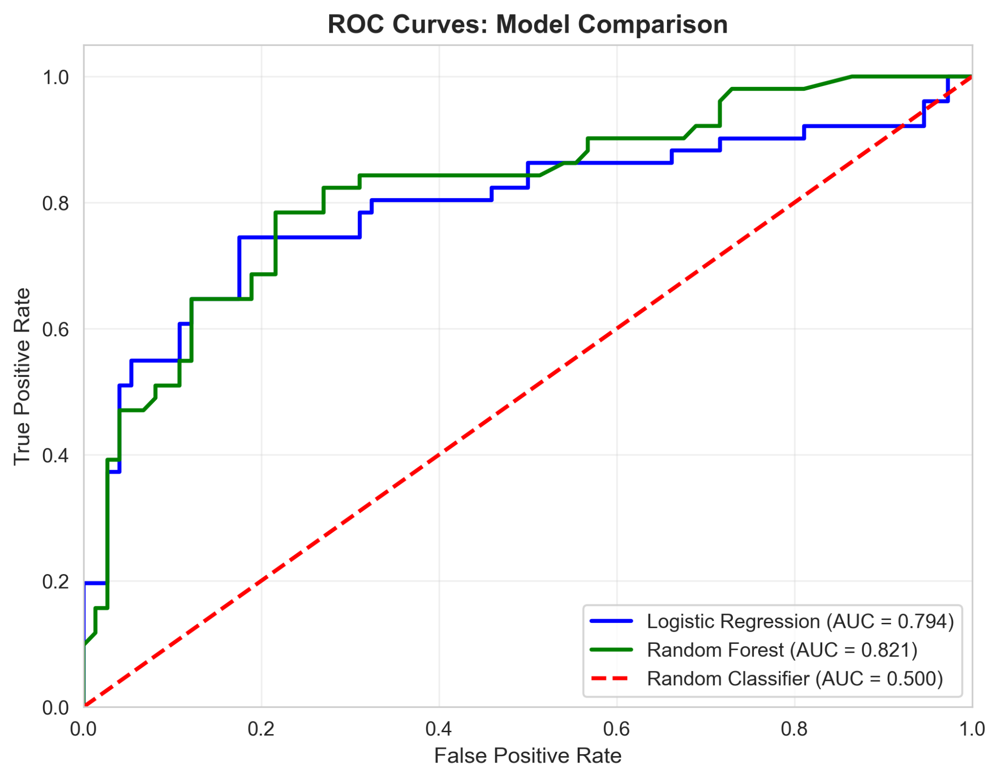 ROC Curves: Model Comparison
True Positive Rate
1.0
0.8
0.6
0.4
0.2
0.0
0.0 0.2 0.4 0.6 0.8 1.0
False Positive Rate
Logistic Regression (AUC = 0.794)
Random Forest (AUC = 0.821)
Random Classifier (AUC = 0.500)